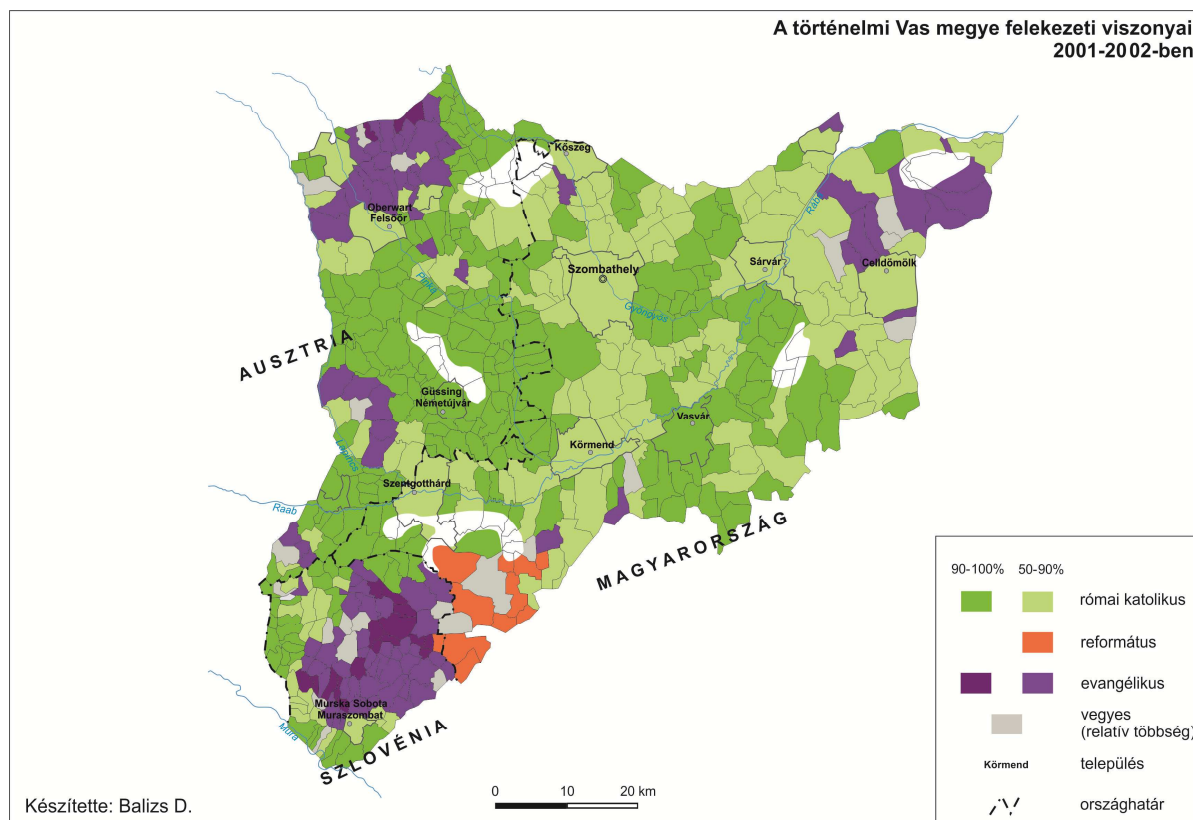 A történelmi Vas megye felekezeti viszonyai
2001-2002-ben
Kőszeg
Rába
Oberwart
Felsőőr
Pinka
Szombathely
Sárvár
Celldömölk
Gyöngyös
AUSZTRIA
Güssing
Németújvár
Vasvár
Körmend
Lapincs
Szentgotthárd
Raab
MAGYARORSZÁG
Murska Sobota
Muraszombat
Mura
SZLOVÉNIA
90-100% 50-90%
római katolikus
református
evangélikus
vegyes
(relatív többség)
Körmend település
országhatár
0 10 20 km
Készítette: Balizs D.